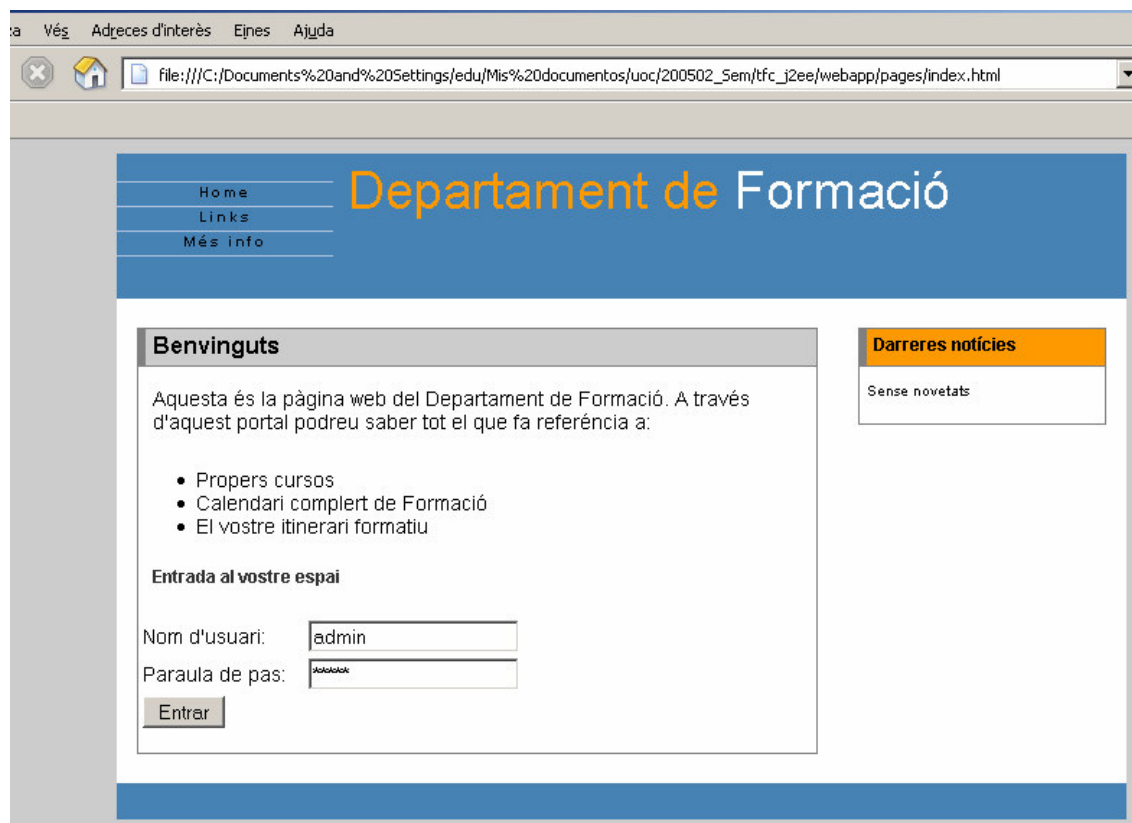 Vés Adreces d'interès Eines Ajuda
file:///C:/Documents%20and%20Settings/edu/Mis%20documentos/uoc/200502_Sem/tfc_j2ee/webapp/pages/index.html
Home
Links
Més info
Departament de Formació
Benvinguts
Aquesta és la pàgina web del Departament de Formació. A través
d'aquest portal podreu saber tot el que fa referéncia a:
• Propers cursos
• Calendari complert de Formació
• El vostre itinerari formatiu
Entrada al vostre espai
Nom d'usuari: admin
Paraula de pas: *****
Entrar
Darreres notícies
Sense novetats